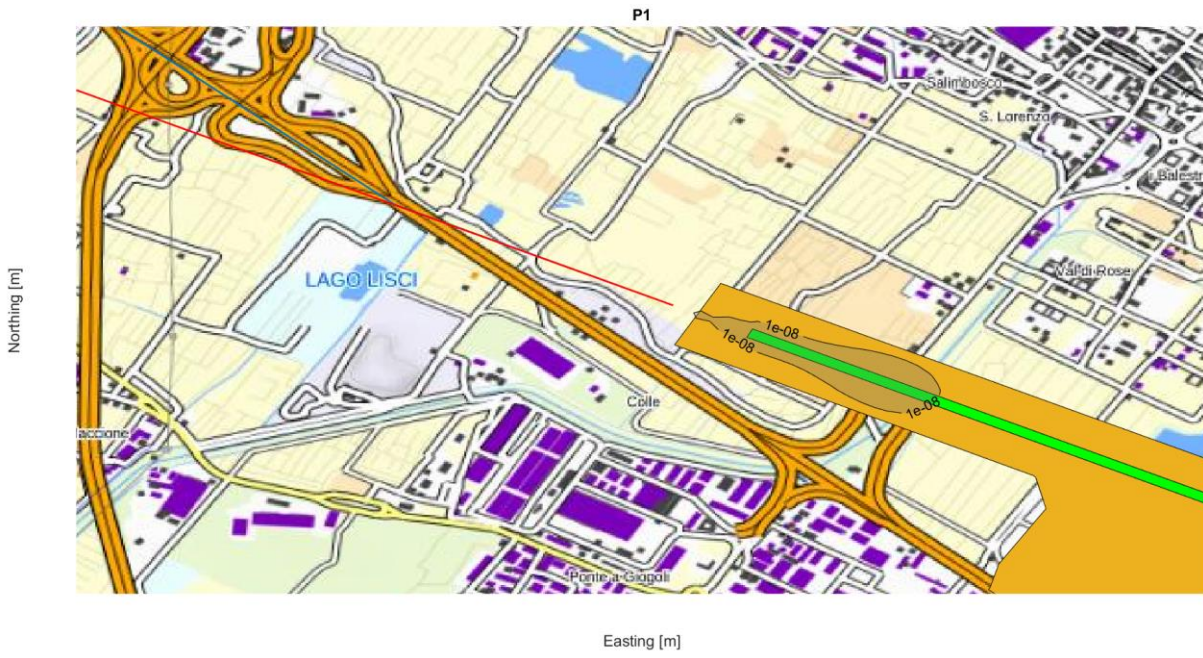 P1
Salimbosco
S. Lorenzo
i Balestr
Val di Rose
LAGO LISCI
1e-08
1e-08
1e-08
Colle
laccione
Ponte a Giogoli
Northing [m]
Easting [m]